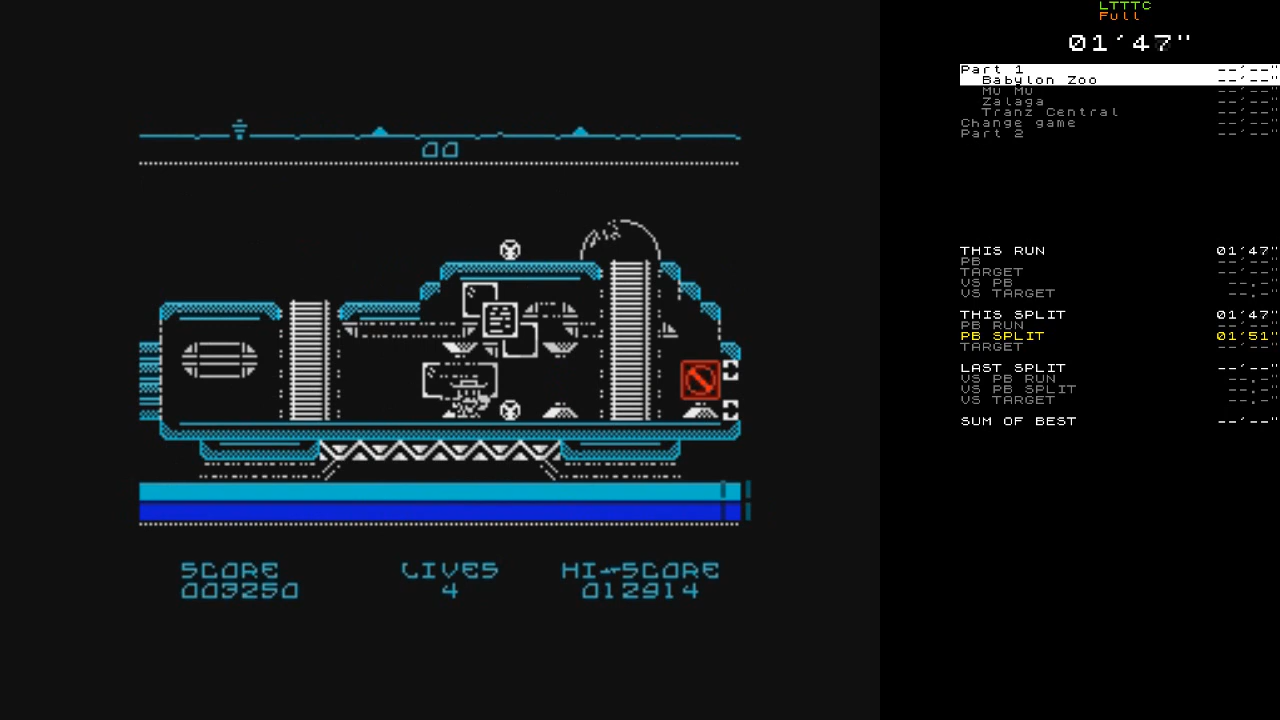 LTTTC
Full
01'47"
Part 1 --'--"
Babylon Zoo --'--"
Mu Mu
Zalaga
Tranz Central
Change game --'--"
Part 2 --'--"
00
THIS RUN 01'47"
PB --'--"
TARGET --'--"
VS PB --.-"
VS TARGET --.-"
THIS SPLIT 01'47"
PB RUN --'--"
PB SPLIT 01'51"
TARGET --'--"
LAST SPLIT --'--"
VS PB RUN --.-"
VS PB SPLIT --.-"
VS TARGET --.-"
SUM OF BEST --'--"
SCORE LIVES HI-SCORE
003250 4 012914